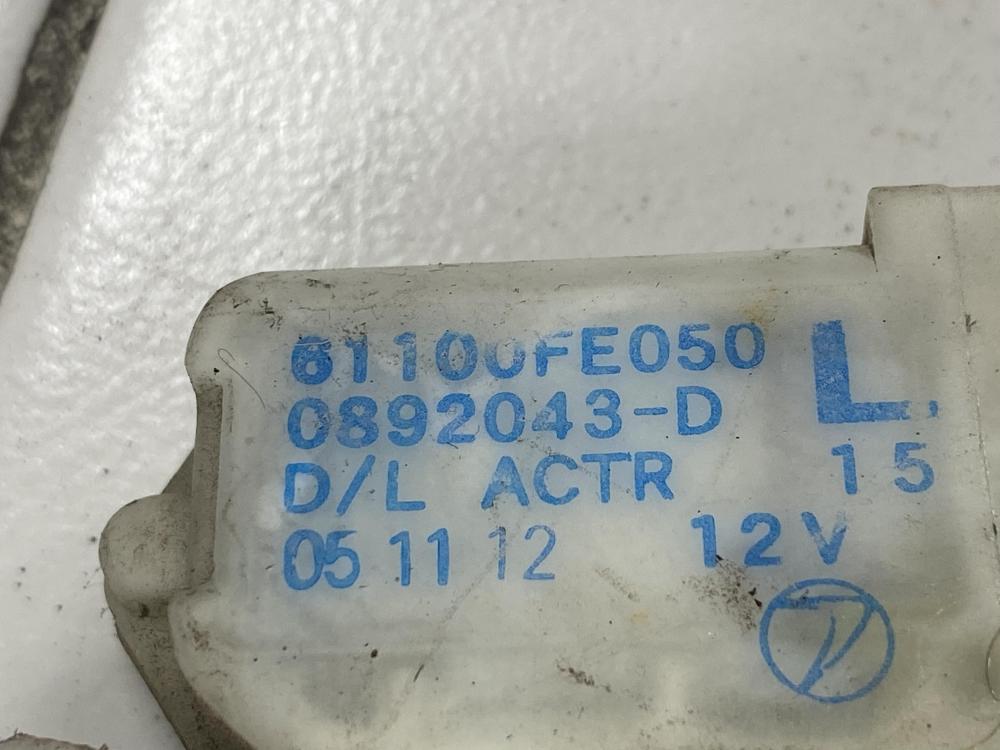 61100FE050 L
0892043-D
D/L ACTR 15
05 11 12 12V